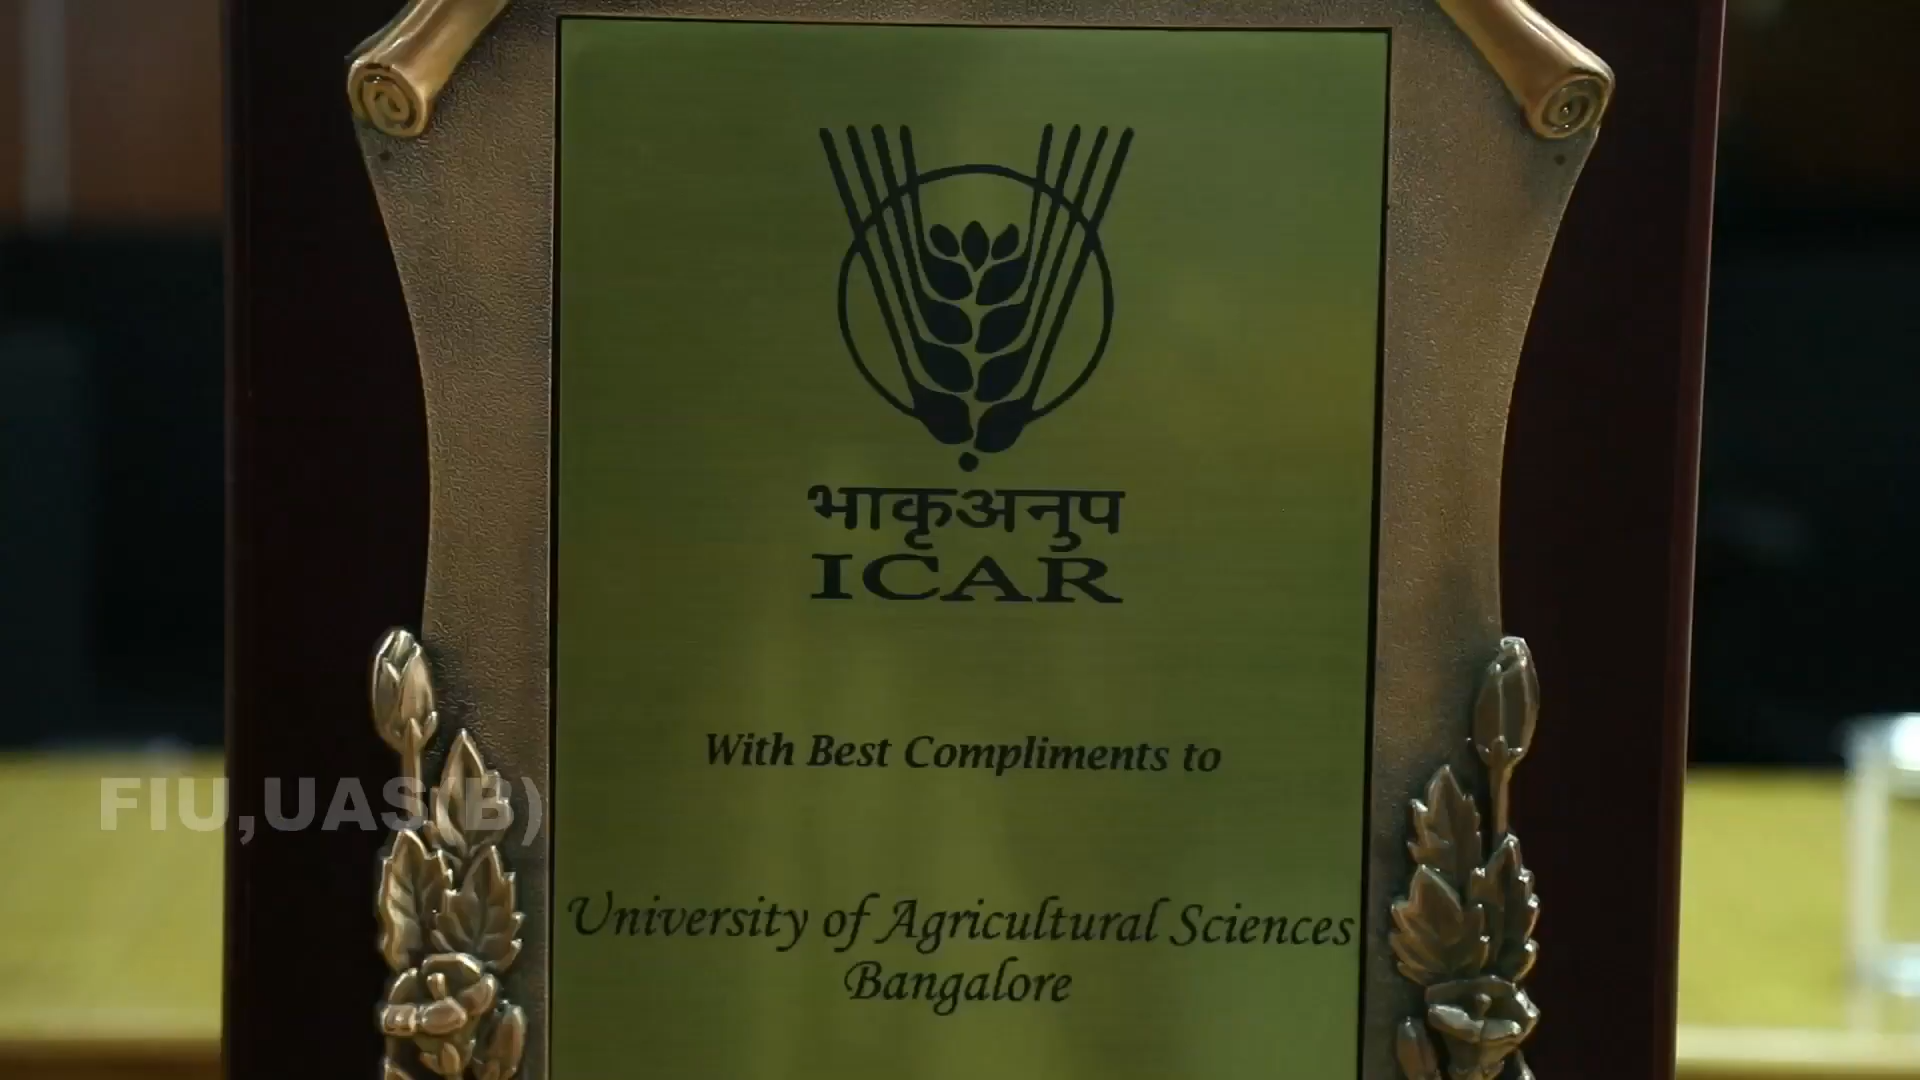 भाकृअनुप
ICAR
With Best Compliments to
FIU,UAS(B)
University of Agricultural Sciences
Bangalore